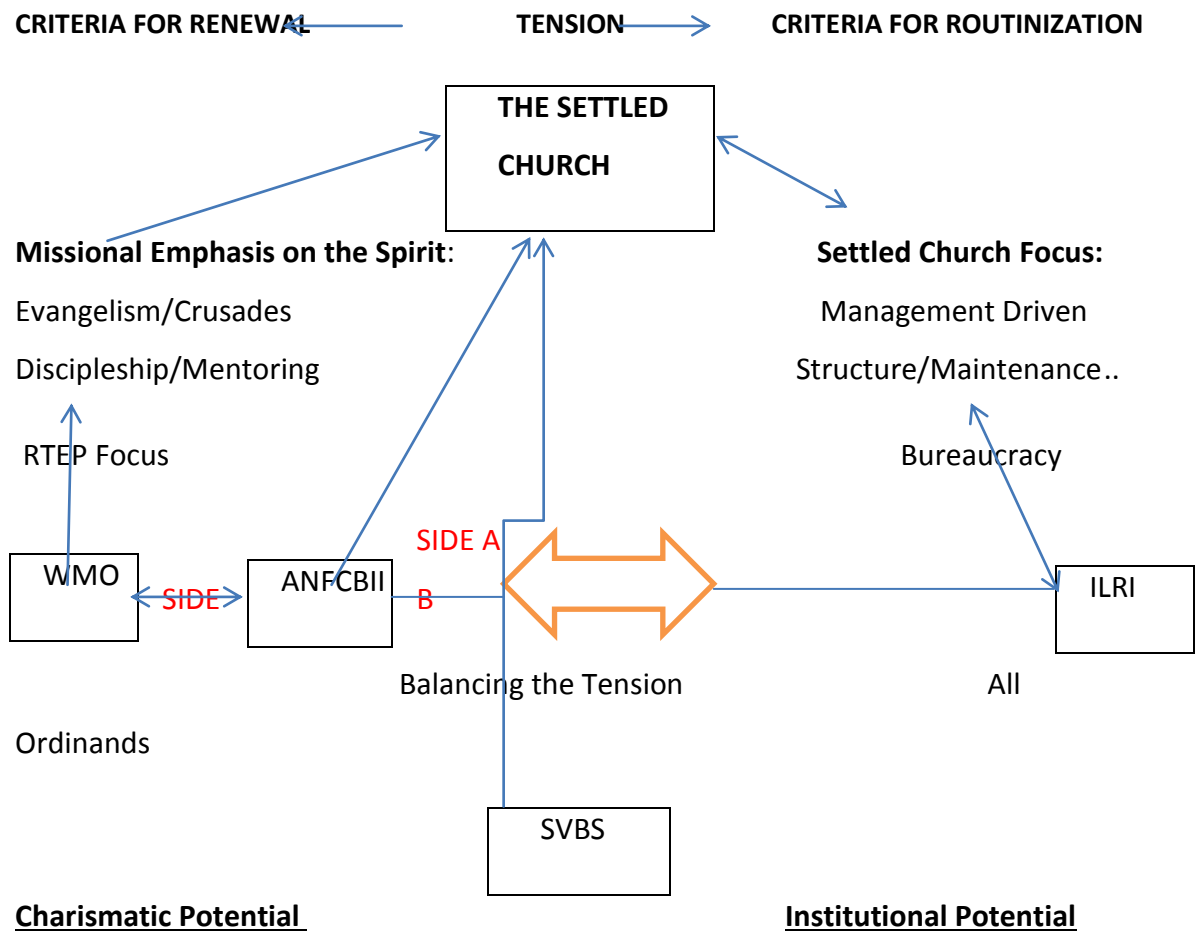 CRITERIA FOR RENEWAL TENSION CRITERIA FOR ROUTINIZATION
THE SETTLED
CHURCH
Missional Emphasis on the Spirit: Settled Church Focus:
Evangelism/Crusades Management Driven
Discipleship/Mentoring Structure/Maintenance..
RTEP Focus Bureaucracy
SIDE A
WMO SIDE ANFCBII B ILRI
Balancing the Tension All
Ordinands
SVBS
Charismatic Potential Institutional Potential